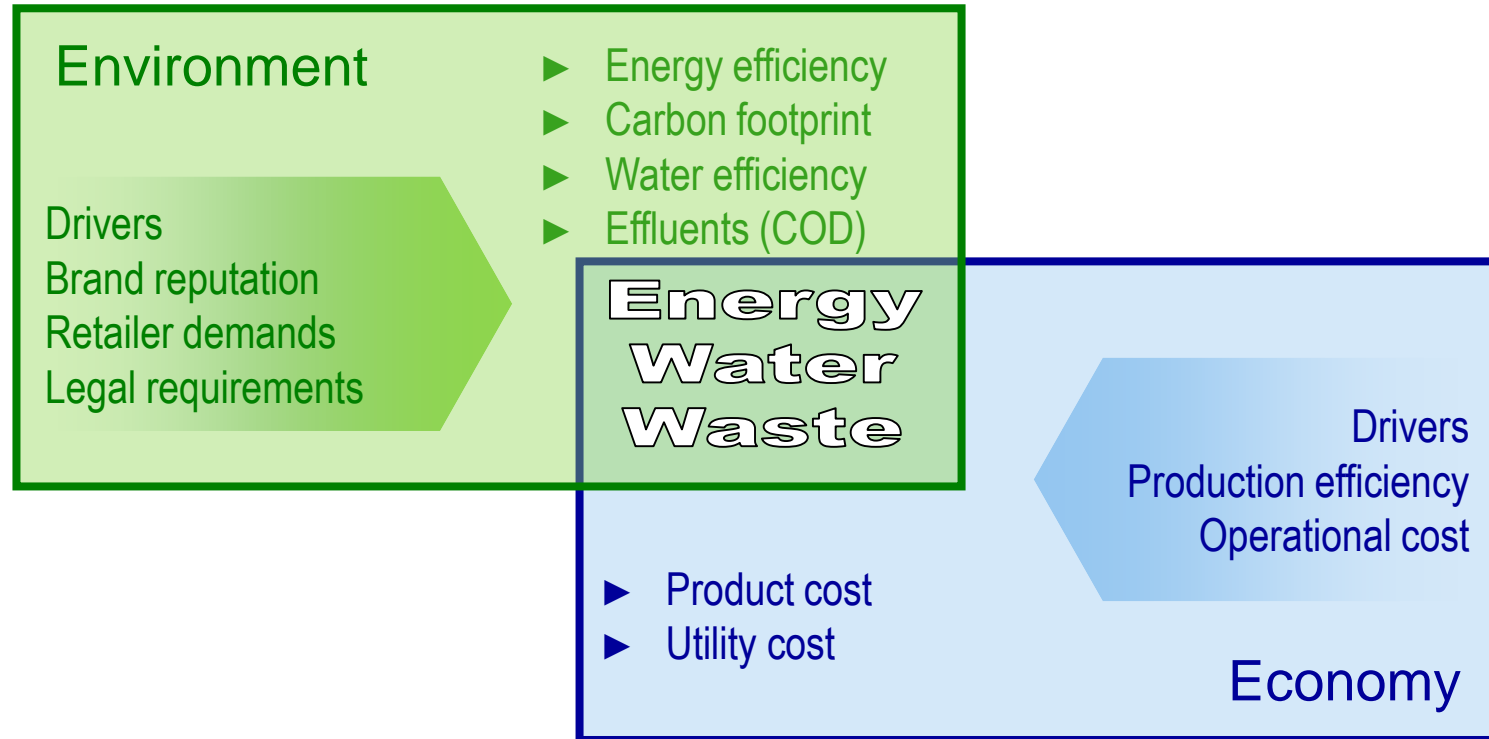 Environment
► Energy efficiency
► Carbon footprint
► Water efficiency
► Effluents (COD)
Drivers
Brand reputation
Retailer demands
Legal requirements
Energy
Water
Waste
Drivers
Production efficiency
Operational cost
► Product cost
► Utility cost
Economy